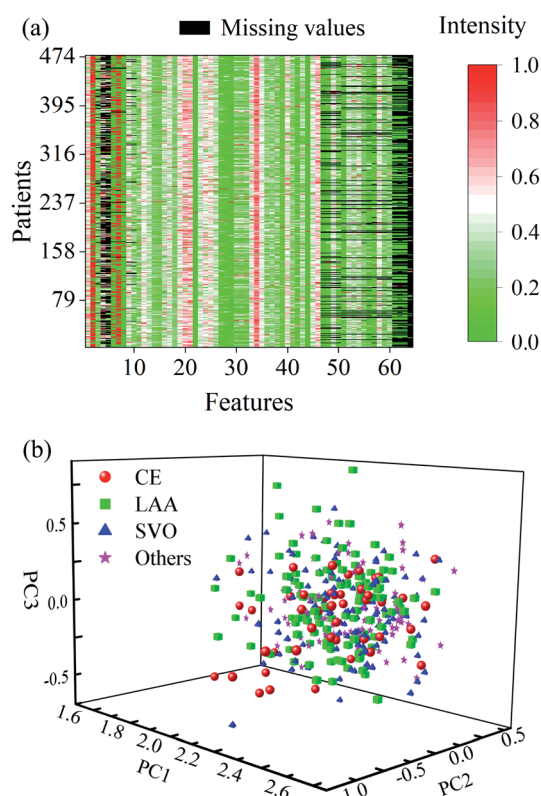 (a)
Missing values
Intensity
474
395
316
237
158
79
Patients
10 20 30 40 50 60
Features
1.0
0.8
0.6
0.4
0.2
0.0
(b)
CE
LAA
SVO
Others
0.5
0.0
-0.5
PC3
1.6 1.8 2.0 2.2 2.4 2.6
PC1
-1.0 -0.5 0.0 0.5
PC2